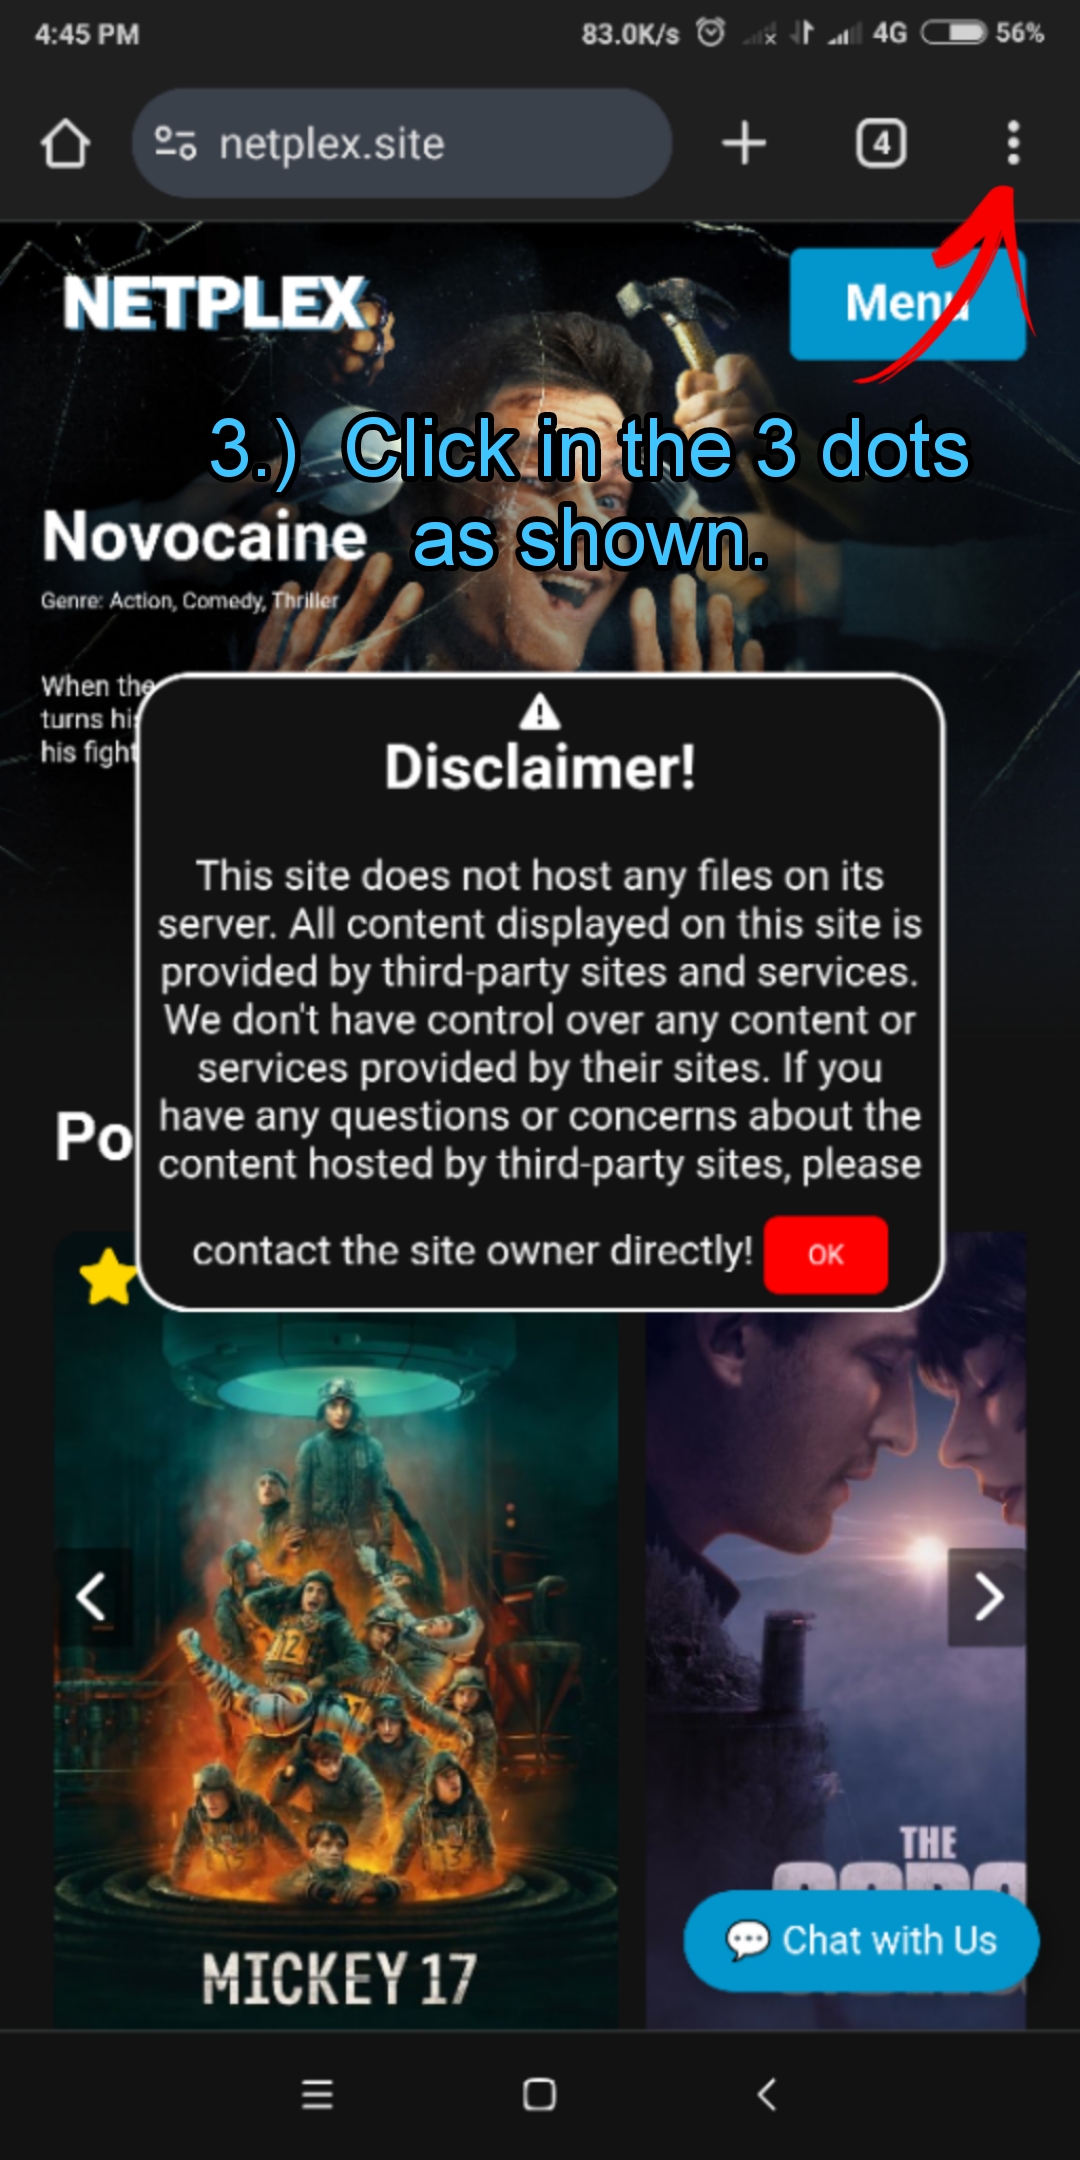 4:45 PM
83.0K/s
4G
56%
netplex.site
4
NETPLEX
Menu
3.) Click in the 3 dots
as shown.
Novocaine
Genre: Action, Comedy, Thriller
When the
turns his
his fight
Disclaimer!
This site does not host any files on its
server. All content displayed on this site is
provided by third-party sites and services.
We don't have control over any content or
services provided by their sites. If you
have any questions or concerns about the
content hosted by third-party sites, please
contact the site owner directly!
OK
Po
MICKEY 17
THE
Chat with Us